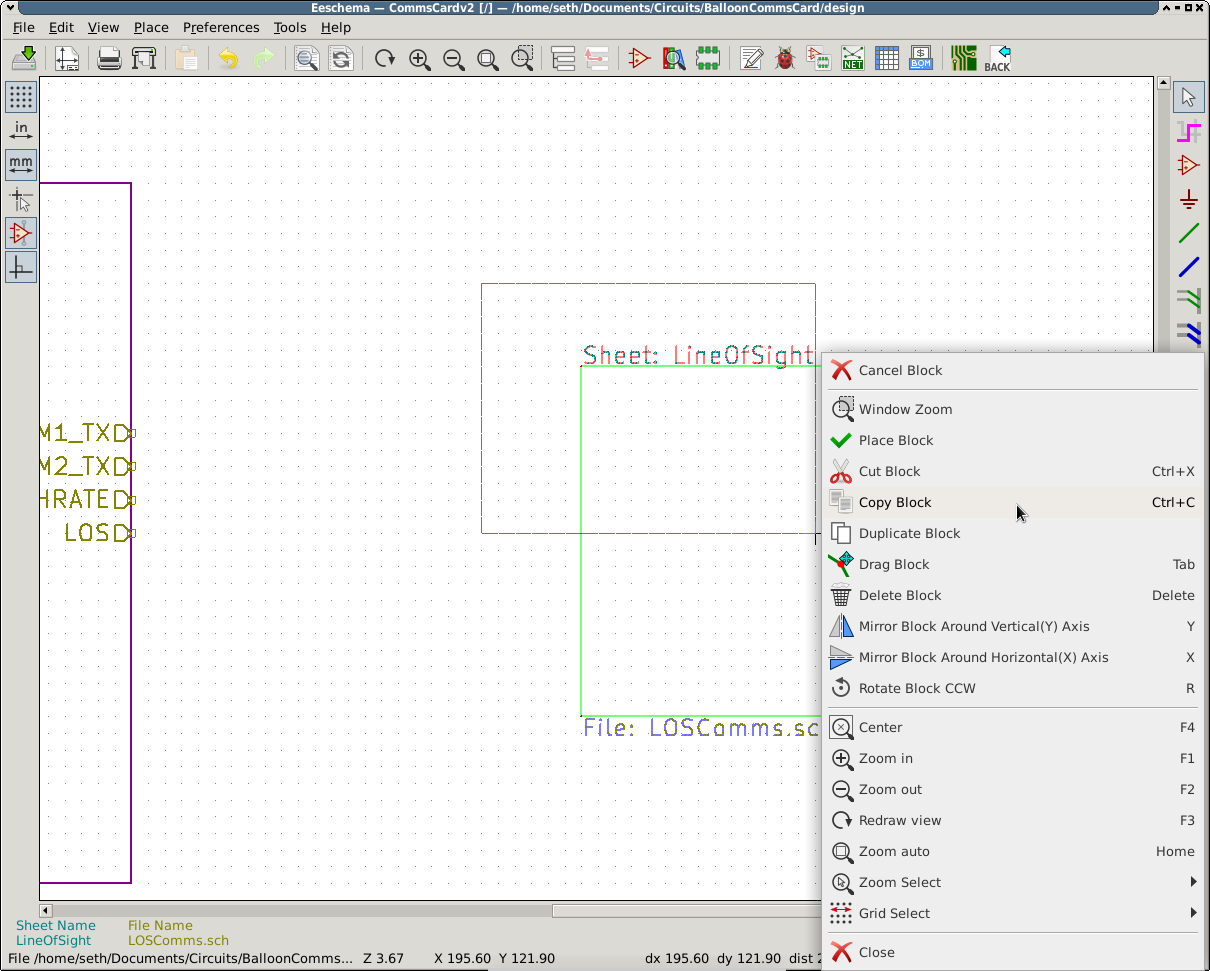 Eeschema — CommsCardv2 [/] — /home/seth/Documents/Circuits/BalloonCommsCard/design
File Edit View Place Preferences Tools Help
NET
$
BOM
BACK
in
mm
Sheet: LineOfSight
M1_TX
M2_TX
HRATE
LOS
File: LOSComms.sc
Cancel Block
Window Zoom
Place Block
Cut Block Ctrl+X
Copy Block Ctrl+C
Duplicate Block
Drag Block Tab
Delete Block Delete
Mirror Block Around Vertical(Y) Axis Y
Mirror Block Around Horizontal(X) Axis X
Rotate Block CCW R
Center F4
Zoom in F1
Zoom out F2
Redraw view F3
Zoom auto Home
Zoom Select
Grid Select
Close
Sheet Name File Name
LineOfSight LOSComms.sch
File /home/seth/Documents/Circuits/BalloonComms... Z 3.67 X 195.60 Y 121.90 dx 195.60 dy 121.90 dist 2